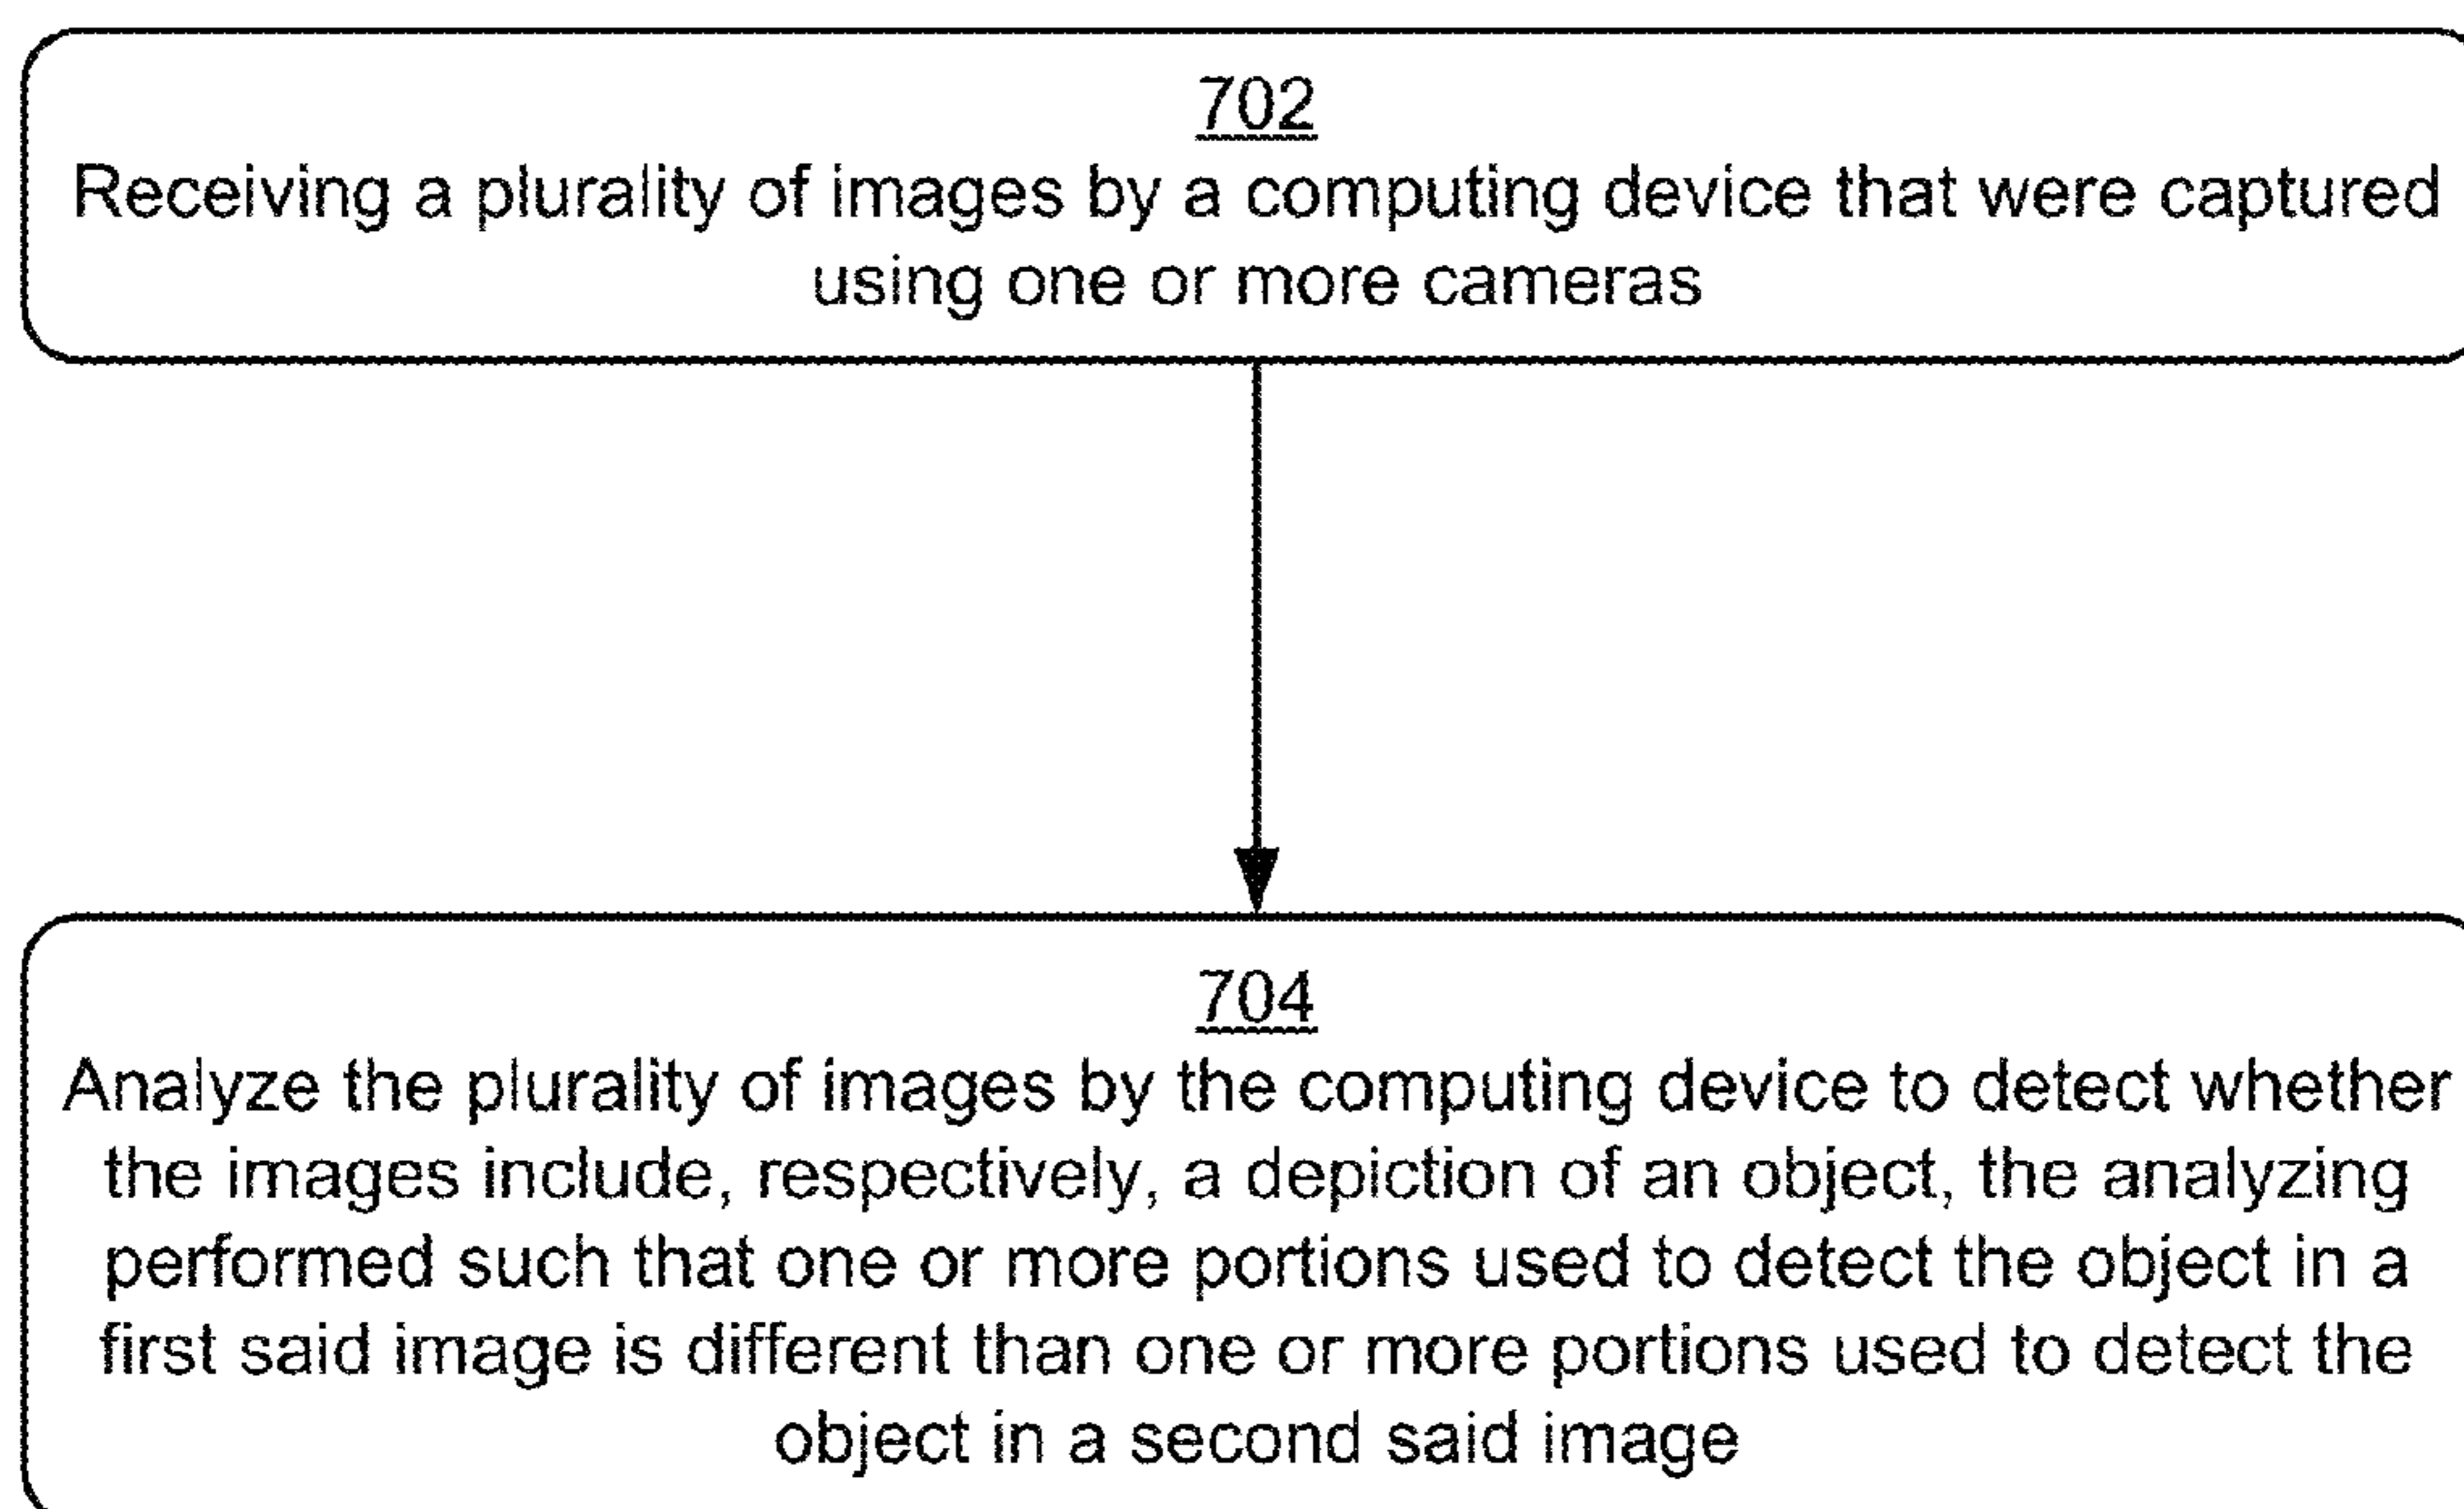 702
Receiving a plurality of images by a computing device that were captured
using one or more cameras
704
Analyze the plurality of images by the computing device to detect whether
the images include, respectively, a depiction of an object, the analyzing
performed such that one or more portions used to detect the object in a
first said image is different than one or more portions used to detect the
object in a second said image